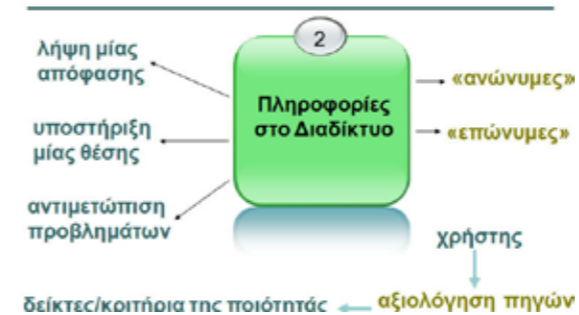 2
λήψη μίας
απόφασης
υποστήριξη
μίας θέσης
αντιμετώπιση
προβλημάτων
Πληροφορίες
στο Διαδίκτυο
«ανώνυμες»
«επώνυμες»
χρήστης
αξιολόγηση πηγών
δείκτες/κριτήρια της ποιότητάς